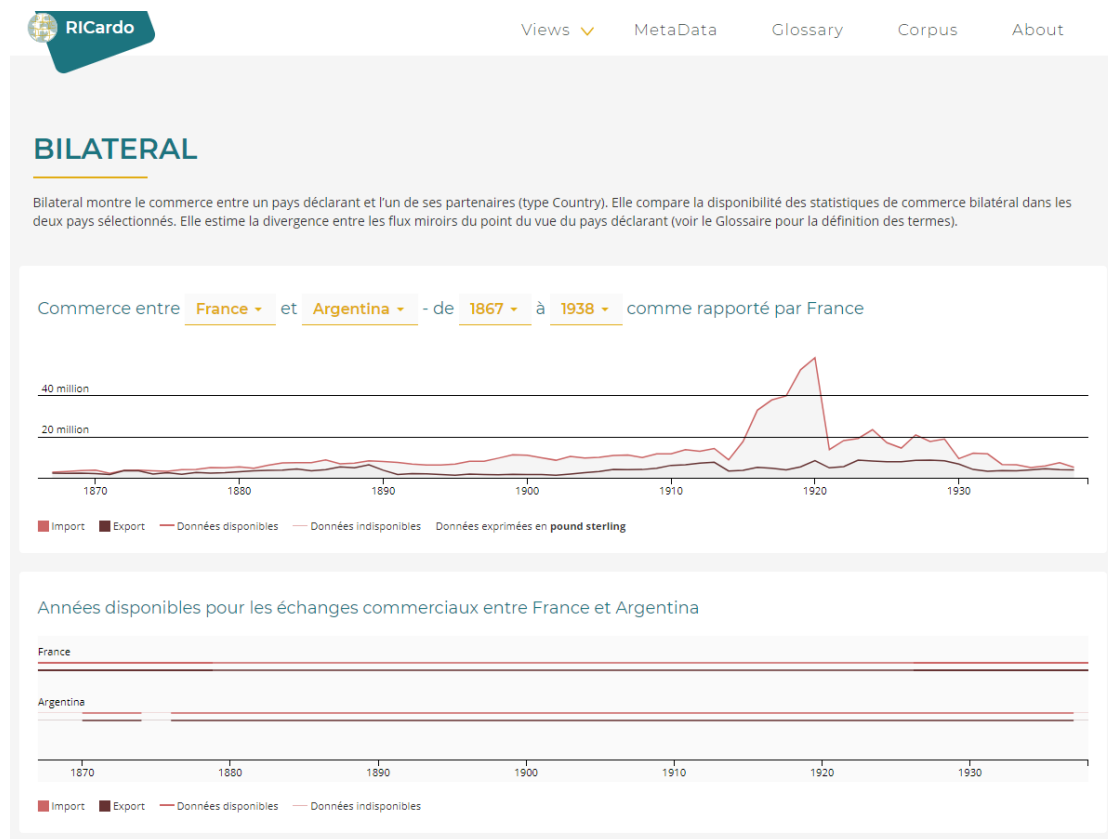 RICardo
Views MetaData Glossary Corpus About
BILATERAL
Bilateral montre le commerce entre un pays déclarant et l'un de ses partenaires (type Country). Elle compare la disponibilité des statistiques de commerce bilatéral dans les
deux pays sélectionnés. Elle estime la divergence entre les flux miroirs du point du vue du pays déclarant (voir le Glossaire pour la définition des termes).
Commerce entre France et Argentina - de 1867 à 1938 comme rapporté par France
40 million
20 million
1870 1880 1890 1900 1910 1920 1930
Import Export Données disponibles Données indisponibles Données exprimées en pound sterling
Années disponibles pour les échanges commerciaux entre France et Argentina
France
Argentina
1870 1880 1890 1900 1910 1920 1930
Import Export Données disponibles Données indisponibles